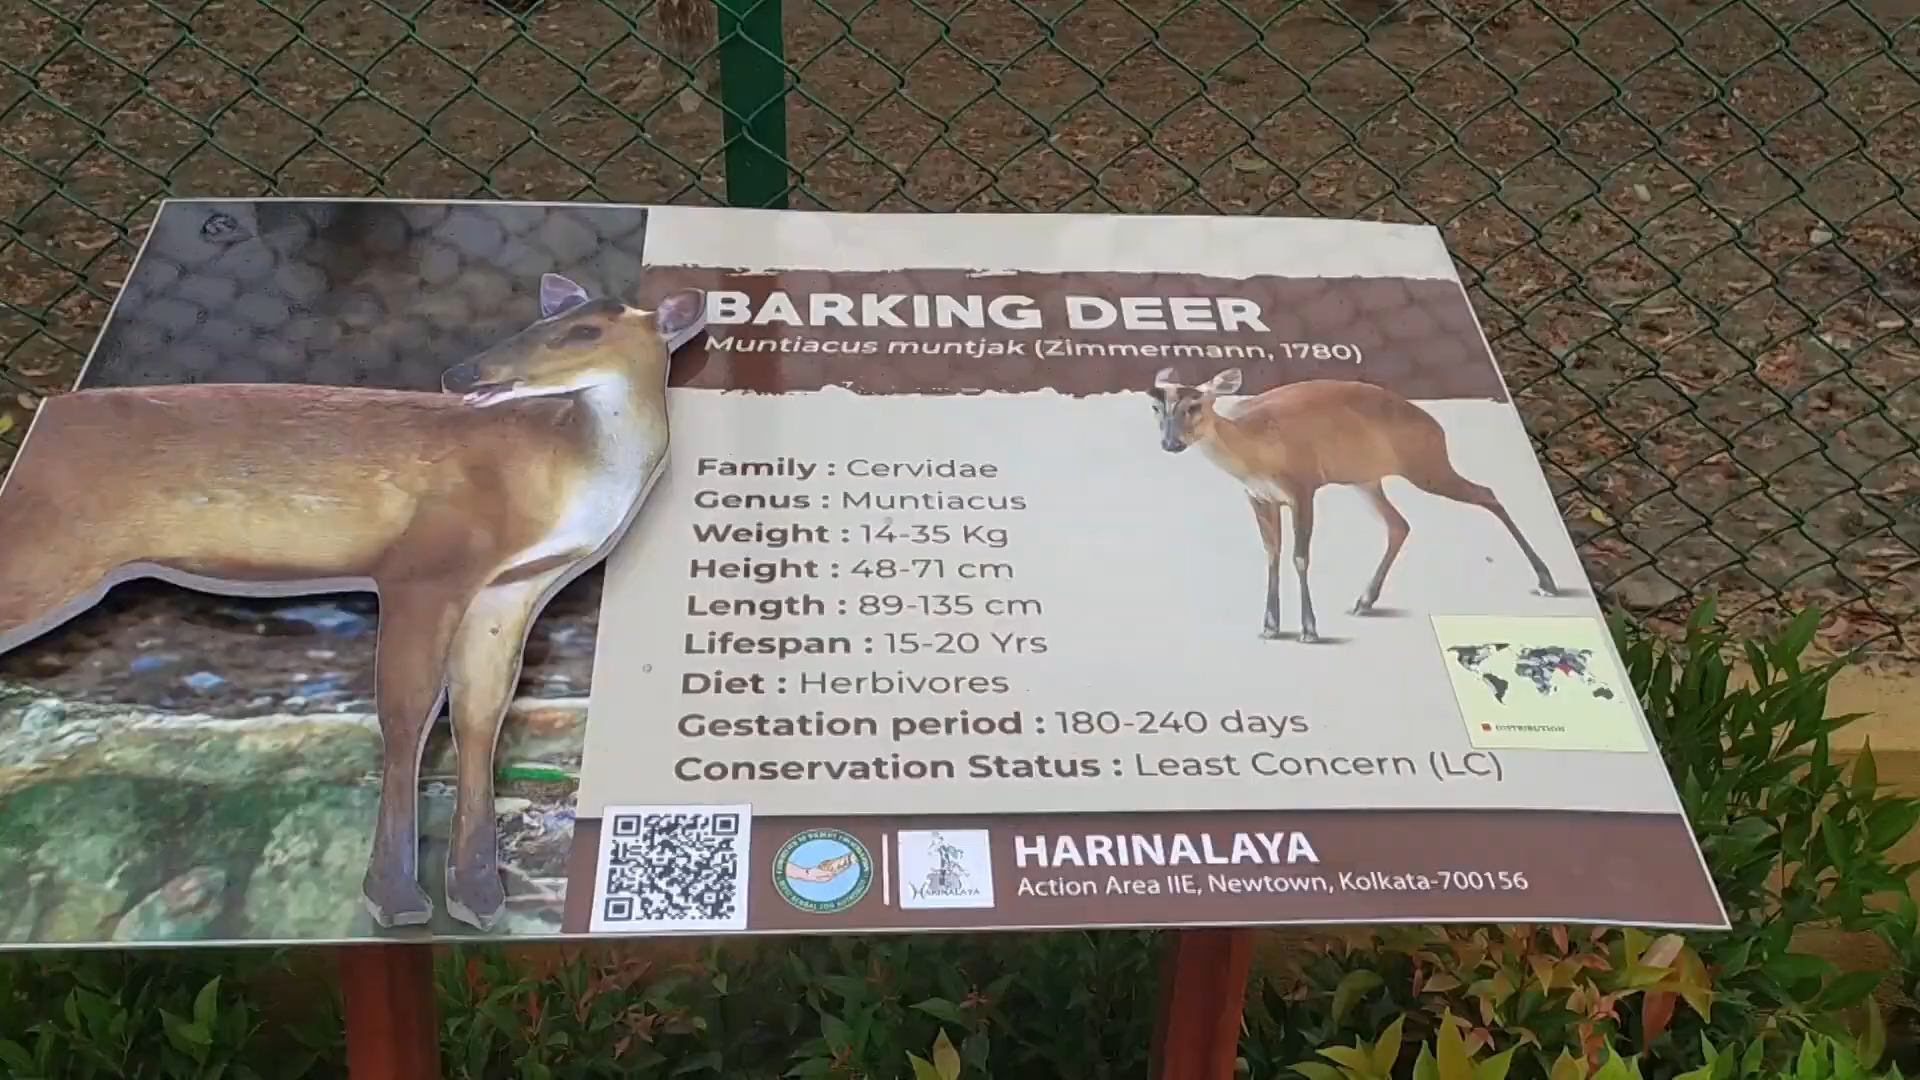 BARKING DEER
Muntiacus muntjak (Zimmermann, 1780)
Family : Cervidae
Genus : Muntiacus
Weight : 14-35 Kg
Height : 48-71 cm
Length : 89-135 cm
Lifespan : 15-20 Yrs
Diet : Herbivores
Gestation period : 180-240 days
Conservation Status : Least Concern (LC)
DISTRIBUTION
HARINALAYA
HARINALAYA
Action Area IIE, Newtown, Kolkata-700156